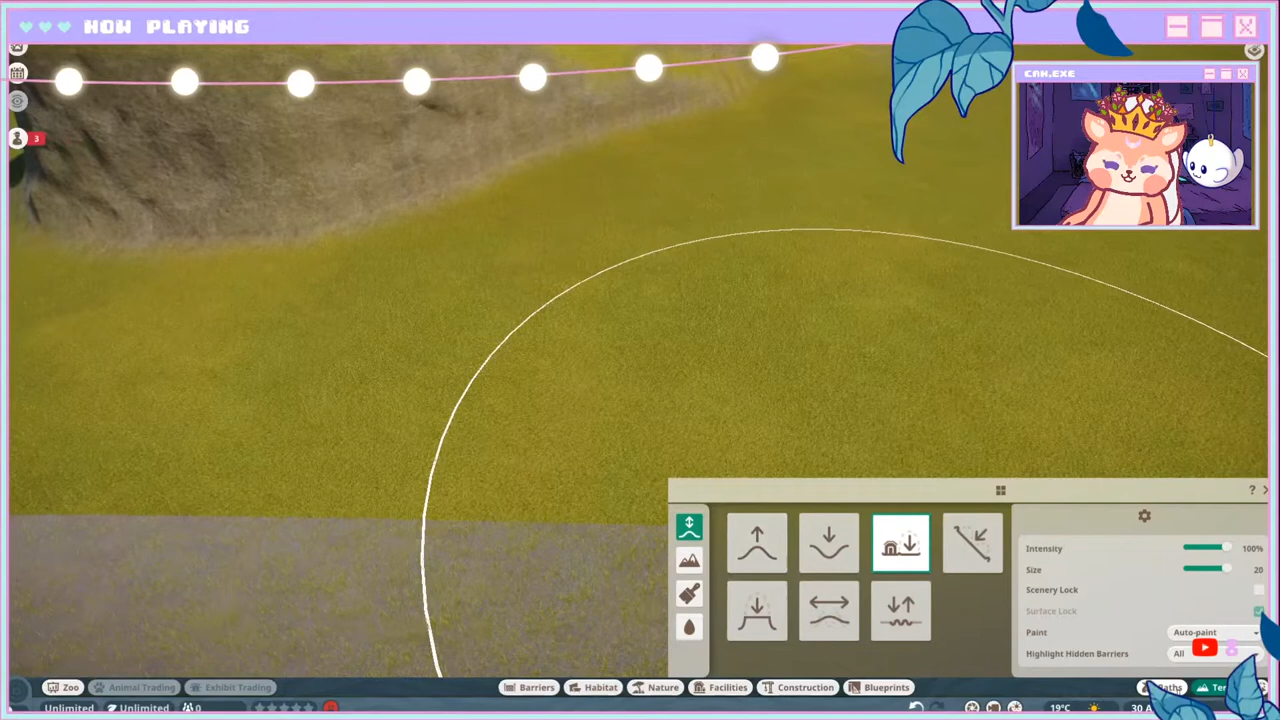 NOW PLAYING
CAM.EXE
3
?
Intensity 100%
Size 20
Scenery Lock
Surface Lock
Paint Auto-paint
Highlight Hidden Barriers All
Zoo Animal Trading Exhibit Trading Barriers Habitat Nature Facilities Construction Blueprints
Unlimited Unlimited 0 19°C